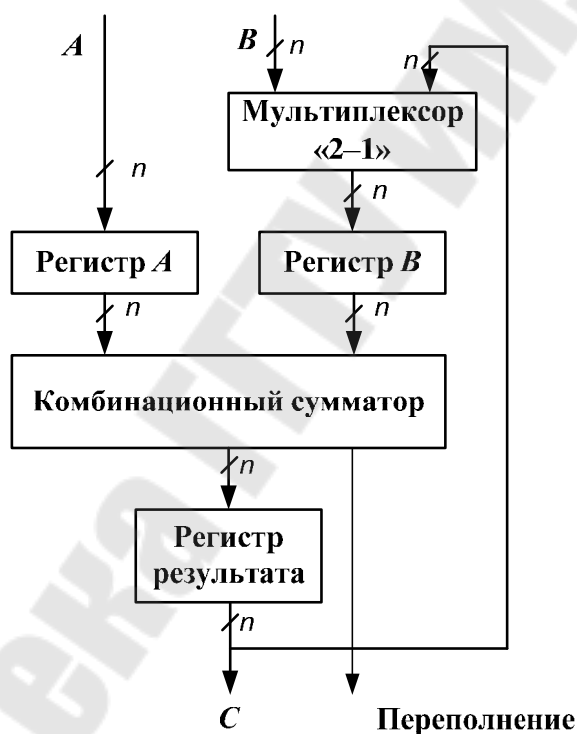 A
B
n
n
Мультиплексор
«2–1»
n
n
Регистр A
Регистр B
n
n
Комбинационный сумматор
n
Регистр
результата
n
C
Переполнение